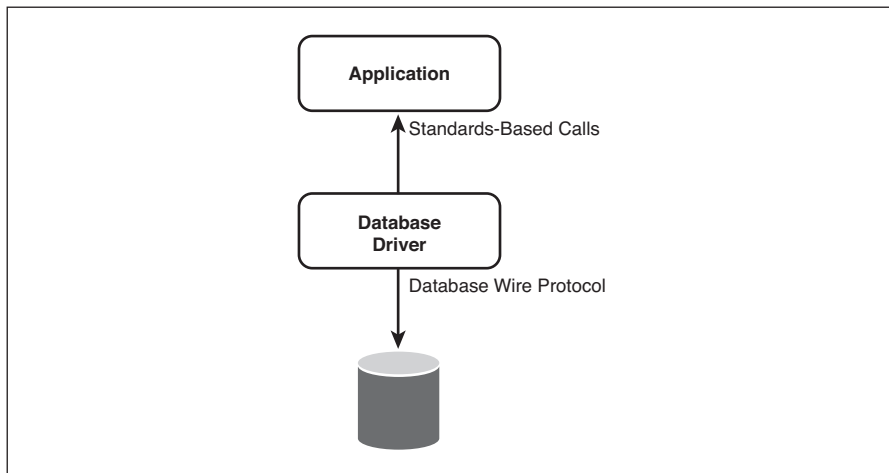 Application
Standards-Based Calls
Database
Driver
Database Wire Protocol